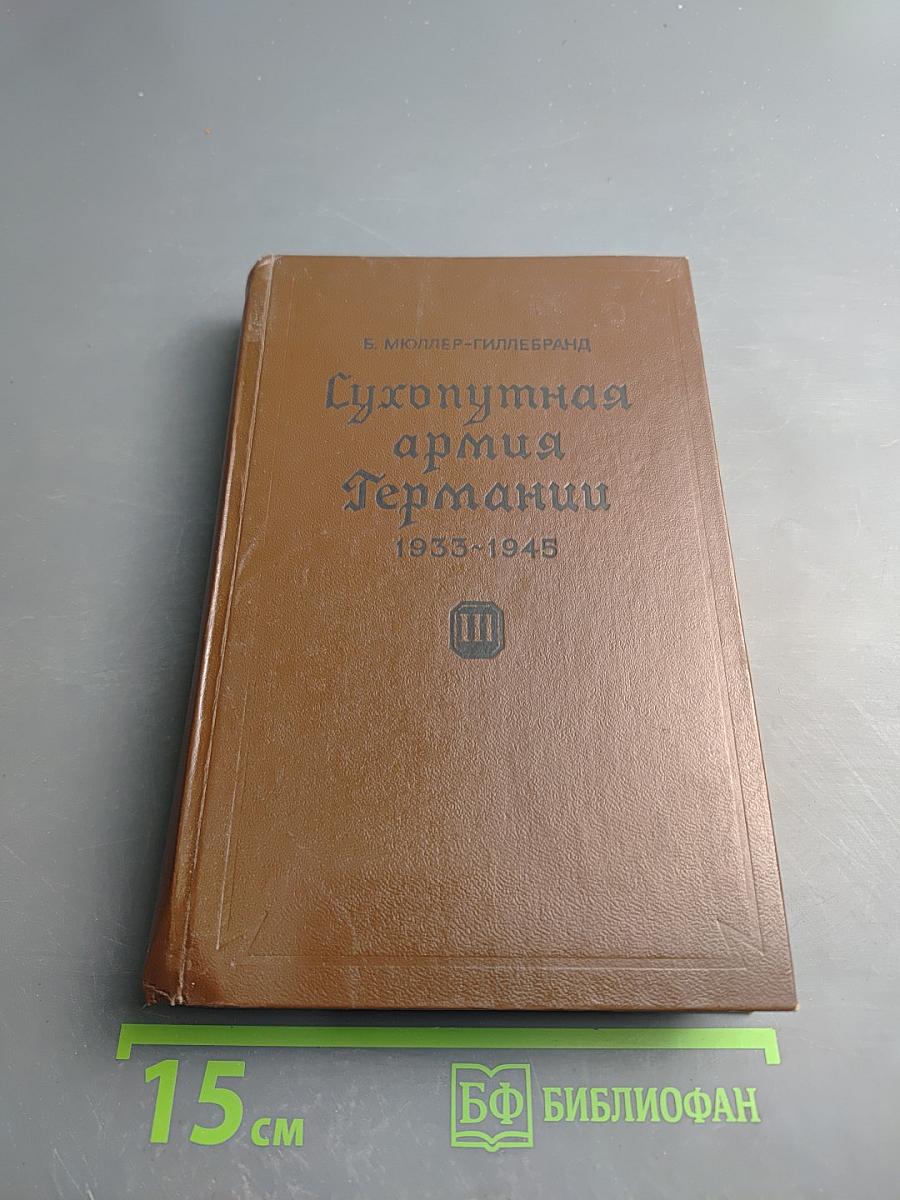 Б. МЮЛЛЕР-ГИЛЛЕБРАНД
Сухопутная
армия
Германии
1933~1945
III
15 см
БФ БИБЛИОФАН